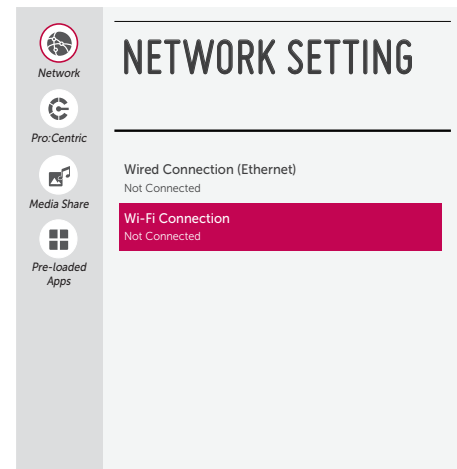 Network
Pro:Centric
Media Share
Pre-loaded
Apps
NETWORK SETTING
Wired Connection (Ethernet)
Not Connected
Wi-Fi Connection
Not Connected